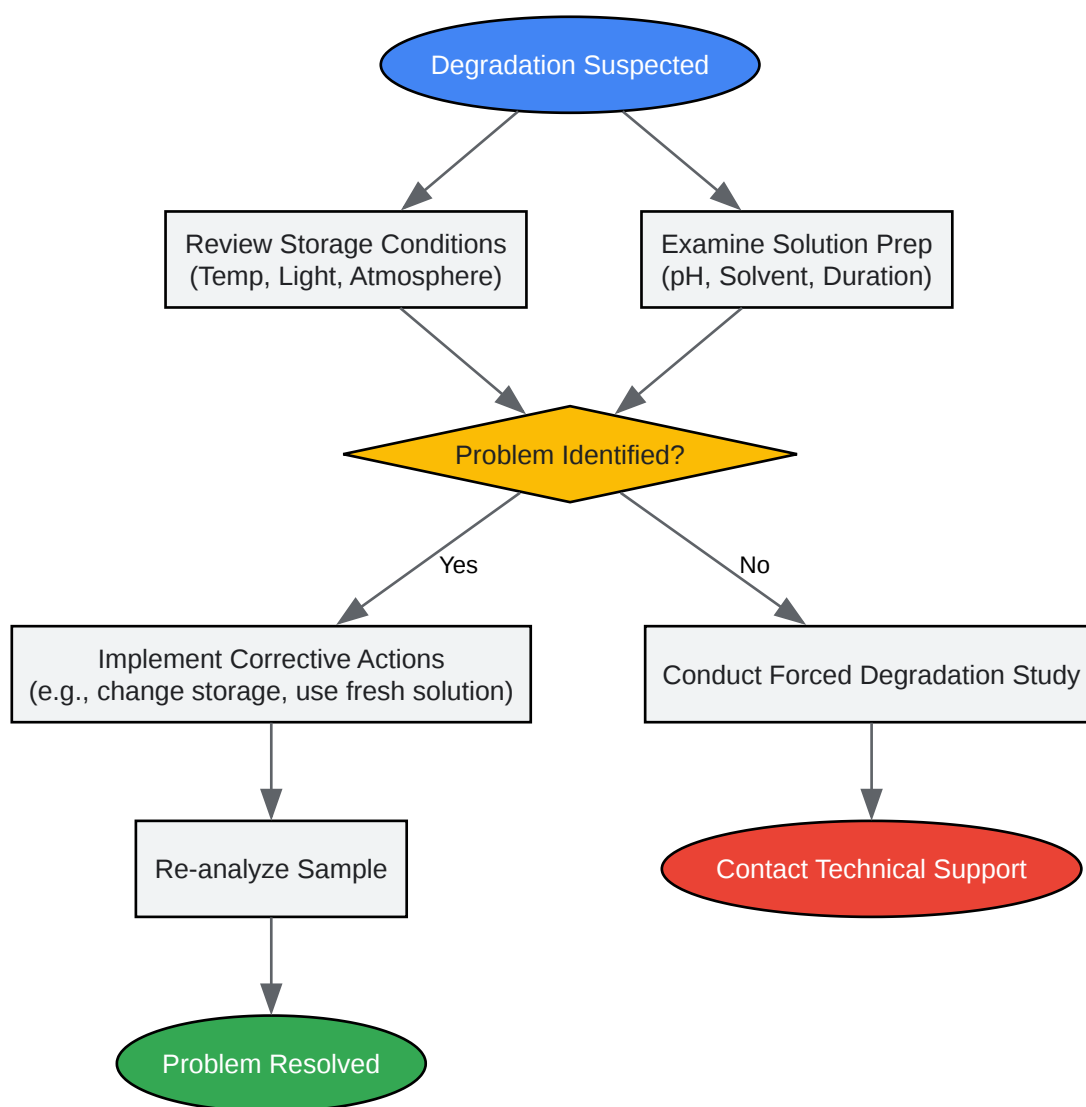 Degradation Suspected
Review Storage Conditions
(Temp, Light, Atmosphere)
Examine Solution Prep
(pH, Solvent, Duration)
Problem Identified?
Yes
No
Implement Corrective Actions
(e.g., change storage, use fresh solution)
Conduct Forced Degradation Study
Re-analyze Sample
Contact Technical Support
Problem Resolved